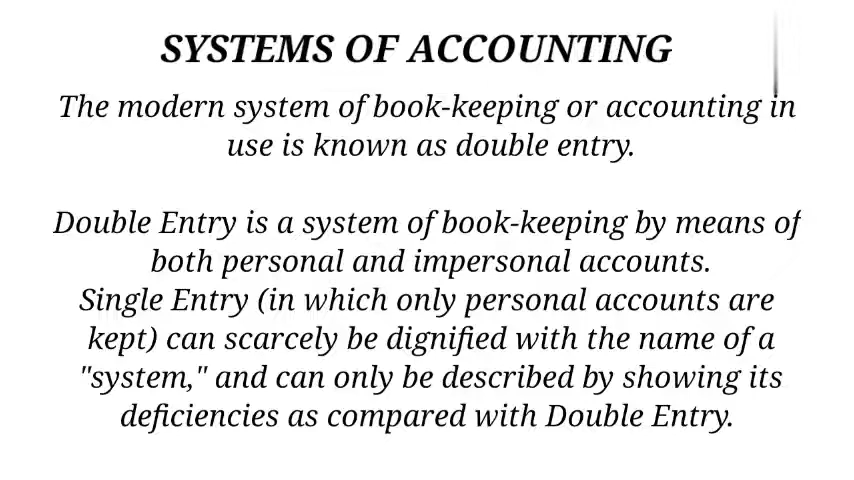 SYSTEMS OF ACCOUNTING
The modern system of book-keeping or accounting in
use is known as double entry.
Double Entry is a system of book-keeping by means of
both personal and impersonal accounts.
Single Entry (in which only personal accounts are
kept) can scarcely be dignified with the name of a
"system," and can only be described by showing its
deficiencies as compared with Double Entry.